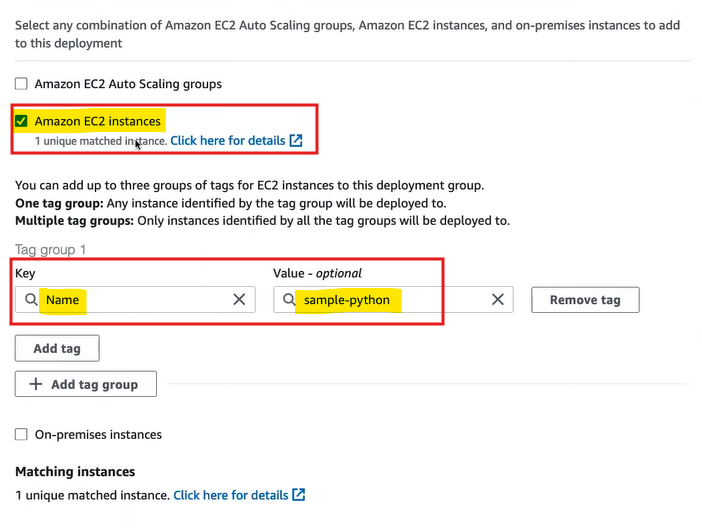 Select any combination of Amazon EC2 Auto Scaling groups, Amazon EC2 instances, and on-premises instances to add
to this deployment
Amazon EC2 Auto Scaling groups
Amazon EC2 instances
1 unique matched instance. Click here for details
You can add up to three groups of tags for EC2 instances to this deployment group.
One tag group: Any instance identified by the tag group will be deployed to.
Multiple tag groups: Only instances identified by all the tag groups will be deployed to.
Tag group 1
Key Value - optional
Name sample-python Remove tag
Add tag
+ Add tag group
On-premises instances
Matching instances
1 unique matched instance. Click here for details